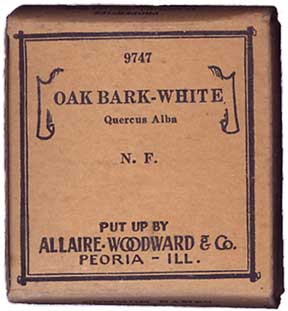 9747
OAK BARK-WHITE
Quercus Alba
N. F.
PUT UP BY
ALLAIRE-WOODWARD & Co.
PEORIA - ILL.